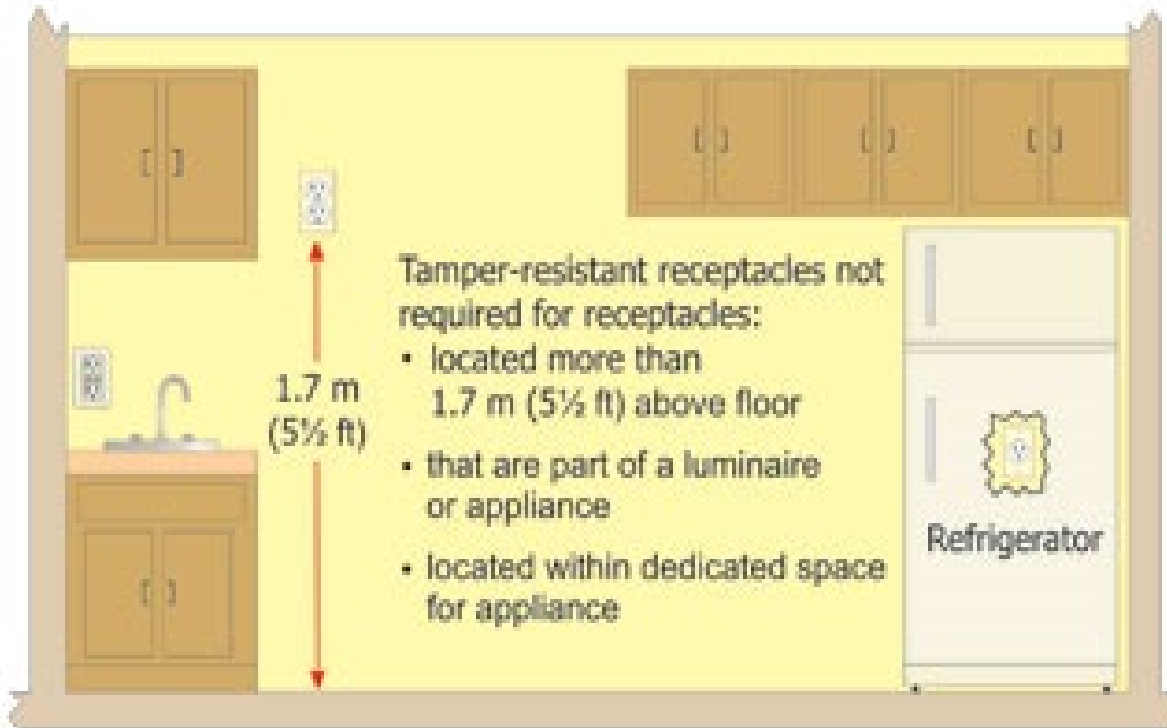 Tamper-resistant receptacles not
required for receptacles:
• located more than
1.7 m (5½ ft) above floor
• that are part of a luminaire
or appliance
• located within dedicated space
for appliance
1.7 m
(5½ ft)
Refrigerator